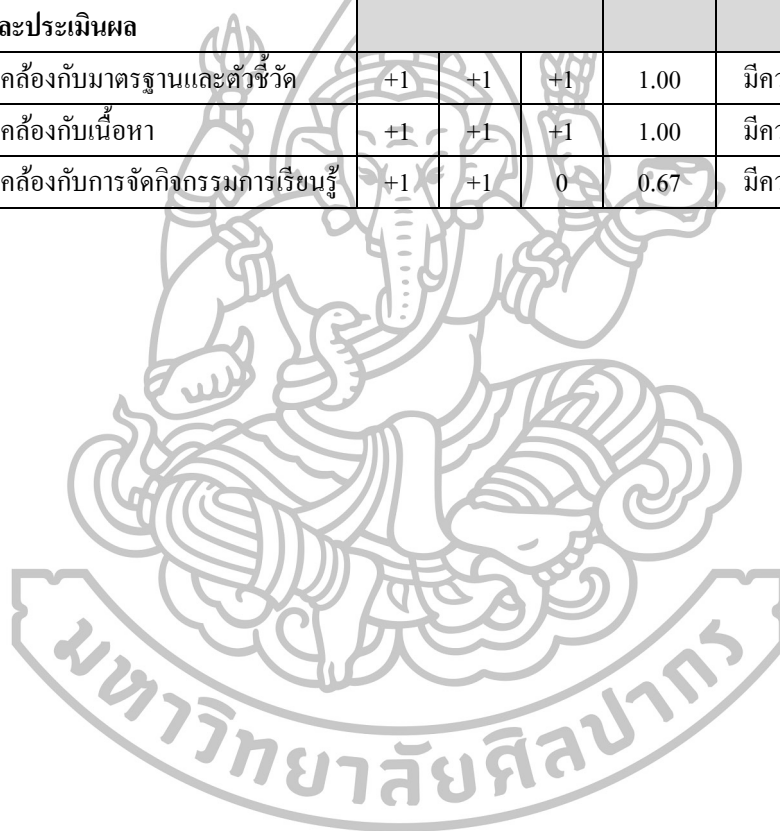 ละประเมินผล
คล้องกับมาตรฐานและตัวชี้วัด +1 +1 +1 1.00 มีคว
คล้องกับเนื้อหา +1 +1 +1 1.00 มีคว
คล้องกับการจัดกิจกรรมการเรียนรู้ +1 +1 0 0.67 มีคว
มหาวิทยาลัยศิลปากร